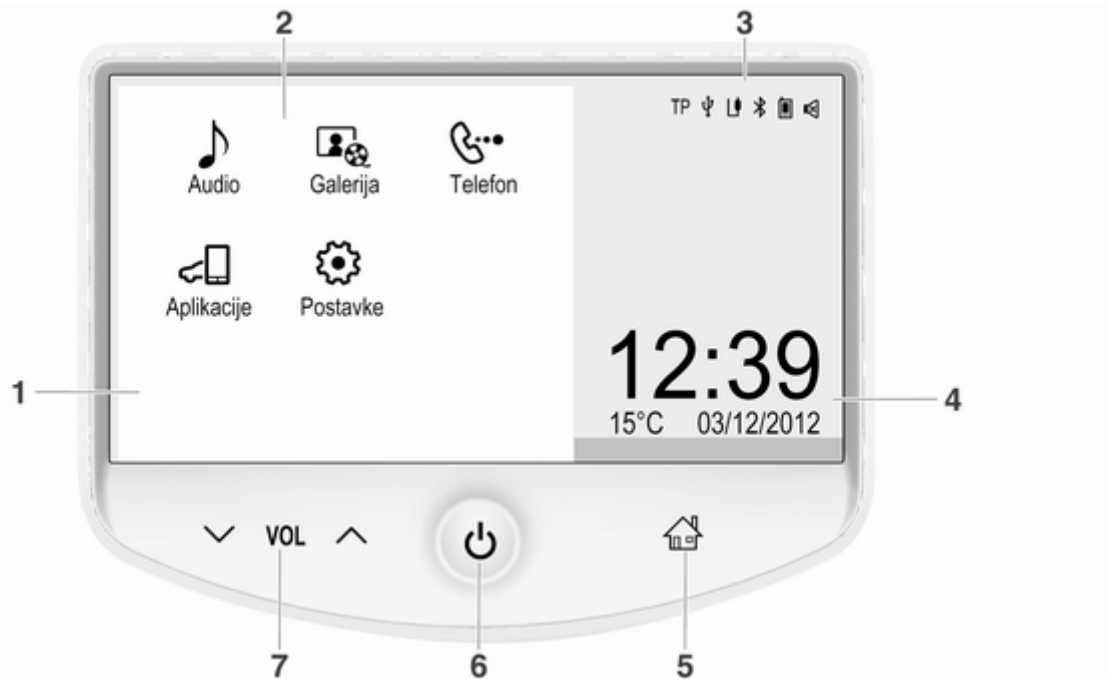 2 3
TP
Audio Galerija Telefon
Aplikacije Postavke
1
12:39
4
15°C 03/12/2012
VOL
7 6 5